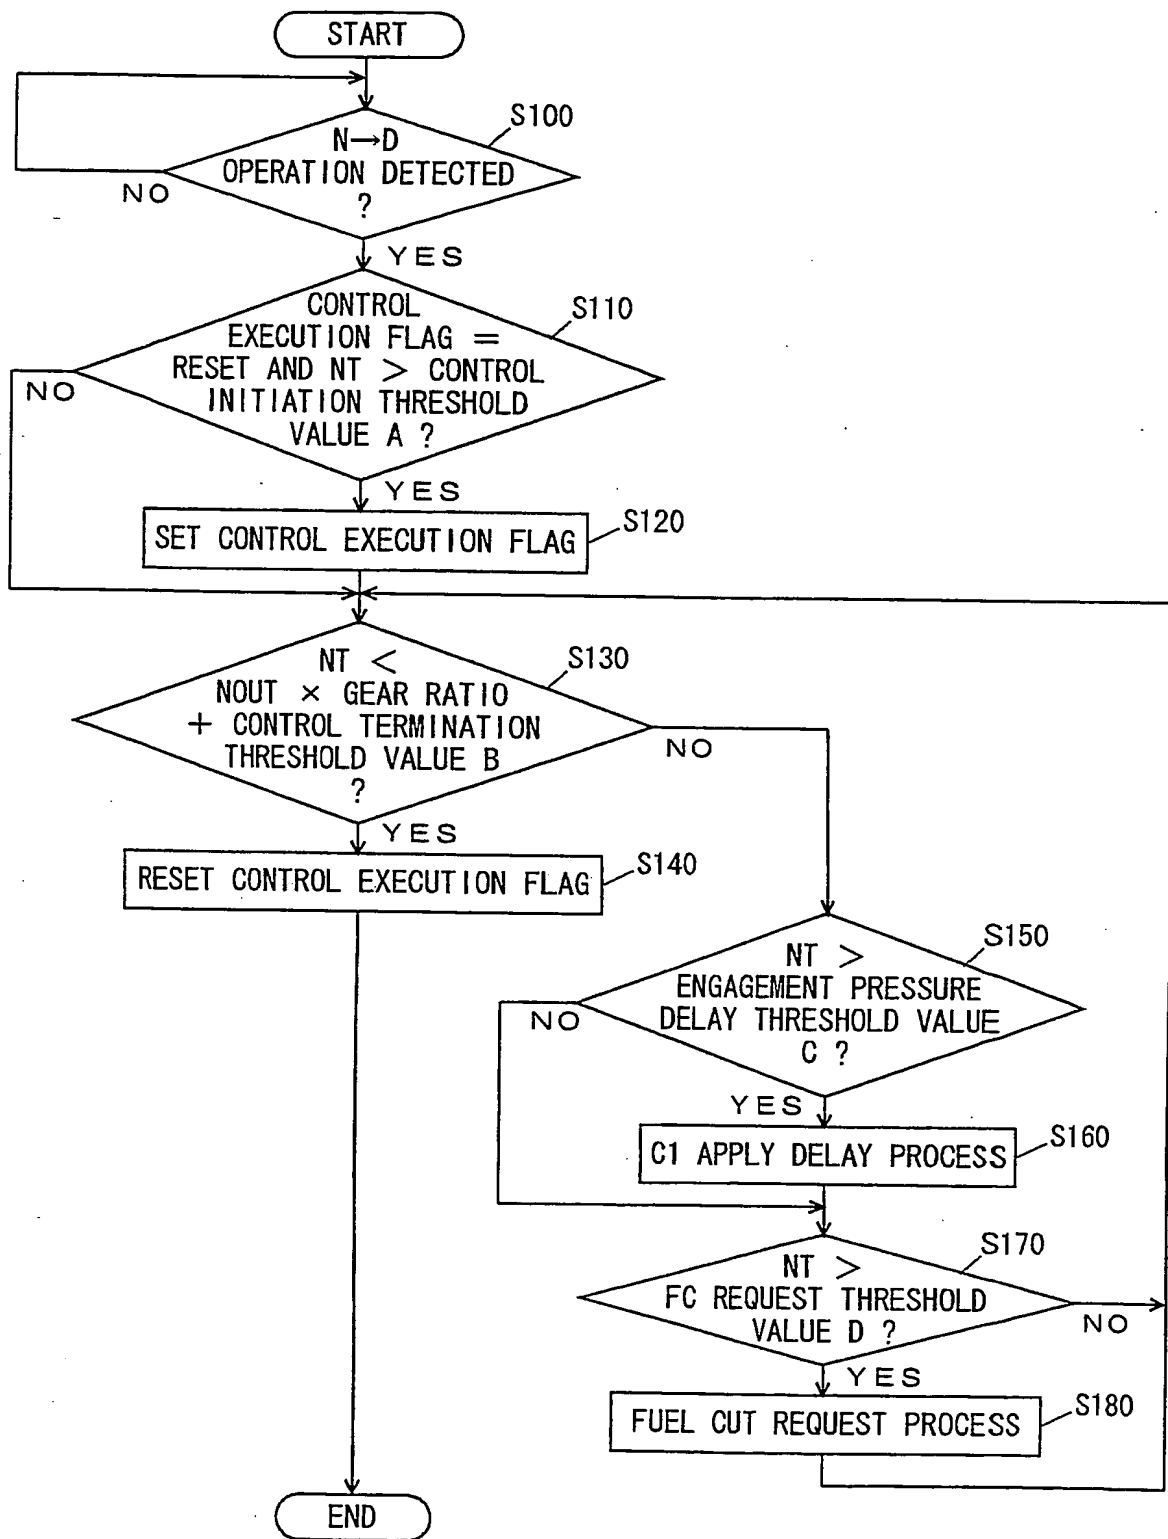 START
S100
N→D
OPERATION DETECTED
?
NO
YES
S110
CONTROL
EXECUTION FLAG =
RESET AND NT > CONTROL
INITIATION THRESHOLD
VALUE A ?
NO
YES
S120
SET CONTROL EXECUTION FLAG
S130
NT <
NOUT × GEAR RATIO
+ CONTROL TERMINATION
THRESHOLD VALUE B
?
NO
YES
S140
RESET CONTROL EXECUTION FLAG
S150
NT >
ENGAGEMENT PRESSURE
DELAY THRESHOLD VALUE
C ?
NO
YES
S160
C1 APPLY DELAY PROCESS
S170
NT >
FC REQUEST THRESHOLD
VALUE D ?
NO
YES
S180
FUEL CUT REQUEST PROCESS
END